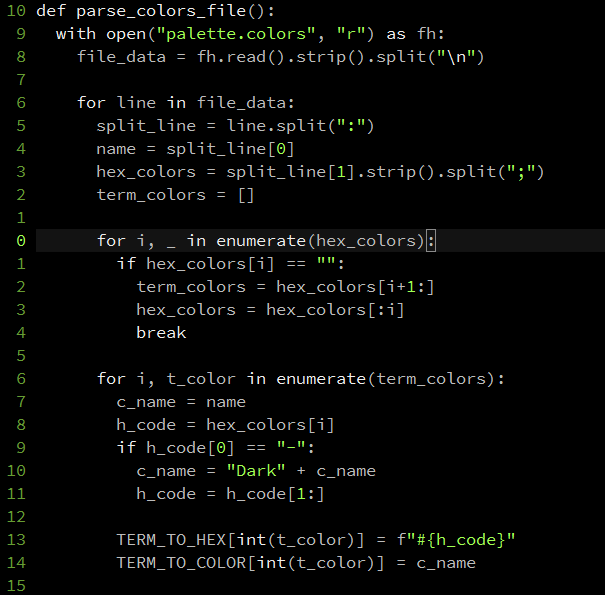 10 def parse_colors_file():
9   with open("palette.colors", "r") as fh:
8     file_data = fh.read().strip().split("\n")
7
6     for line in file_data:
5       split_line = line.split(":")
4       name = split_line[0]
3       hex_colors = split_line[1].strip().split(";")
2       term_colors = []
1
0       for i, _ in enumerate(hex_colors):
1         if hex_colors[i] == "":
2           term_colors = hex_colors[i+1:]
3           hex_colors = hex_colors[:i]
4           break
5
6       for i, t_color in enumerate(term_colors):
7         c_name = name
8         h_code = hex_colors[i]
9         if h_code[0] == "-":
10           c_name = "Dark" + c_name
11           h_code = h_code[1:]
12
13         TERM_TO_HEX[int(t_color)] = f"#{h_code}"
14         TERM_TO_COLOR[int(t_color)] = c_name
15